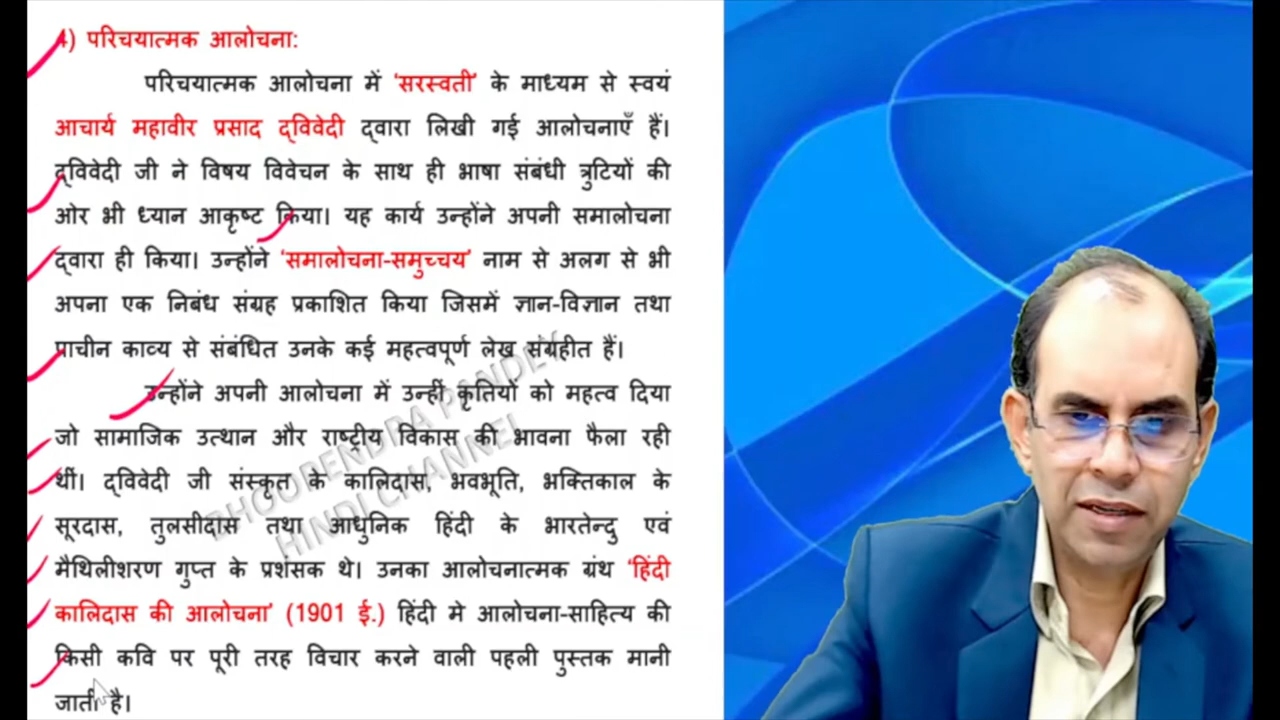 4) परिचयात्मक आलोचना:
परिचयात्मक आलोचना में 'सरस्वती' के माध्यम से स्वयं
आचार्य महावीर प्रसाद द्विवेदी द्वारा लिखी गई आलोचनाएँ हैं।
द्विवेदी जी ने विषय विवेचन के साथ ही भाषा संबंधी त्रुटियों की
ओर भी ध्यान आकृष्ट किया। यह कार्य उन्होंने अपनी समालोचना
द्वारा ही किया। उन्होंने 'समालोचना-समुच्चय' नाम से अलग से भी
अपना एक निबंध संग्रह प्रकाशित किया जिसमें ज्ञान-विज्ञान तथा
प्राचीन काव्य से संबंधित उनके कई महत्वपूर्ण लेख संग्रहीत हैं।
उन्होंने अपनी आलोचना में उन्हीं कृतियों को महत्व दिया
जो सामाजिक उत्थान और राष्ट्रीय विकास की भावना फैला रही
थीं। द्विवेदी जी संस्कृत के कालिदास, भवभूति, भक्तिकाल के
सूरदास, तुलसीदास तथा आधुनिक हिंदी के भारतेन्दु एवं
मैथिलीशरण गुप्त के प्रशंसक थे। उनका आलोचनात्मक ग्रंथ 'हिंदी
कालिदास की आलोचना' (1901 ई.) हिंदी मे आलोचना-साहित्य की
किसी कवि पर पूरी तरह विचार करने वाली पहली पुस्तक मानी
जाती है।
BHOOPENDRA PANDEY
HINDI CHANNEL